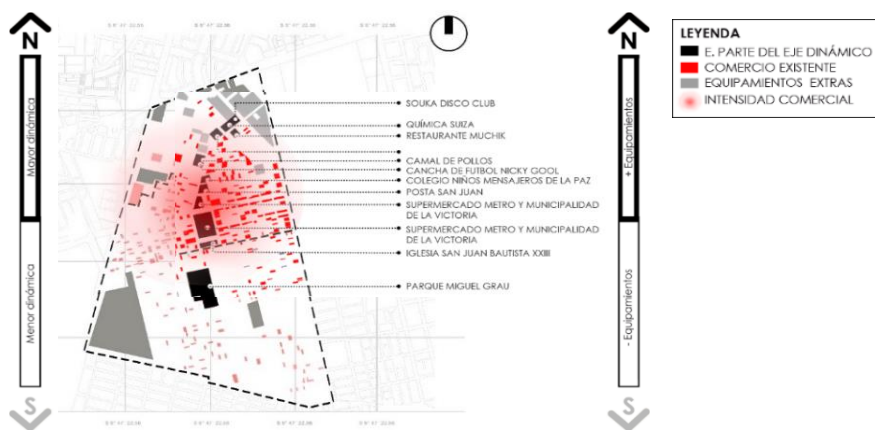 N
Mayor dinámica
Menor dinámica
S
SOUKA DISCO CLUB
QUÍMICA SUIZA
RESTAURANTE MUCHIK
CAMAL DE POLLOS
CANCHA DE FUTBOL NICKY GOOL
COLEGIO NIÑOS MENSAJEROS DE LA PAZ
POSTA SAN JUAN
SUPERMERCADO METRO Y MUNICIPALIDAD
DE LA VICTORIA
SUPERMERCADO METRO Y MUNICIPALIDAD
DE LA VICTORIA
IGLESIA SAN JUAN BAUTISTA XXIII
PARQUE MIGUEL GRAU
N
+ Equipamientos
- Equipamientos
S
LEYENDA
E. PARTE DEL EJE DINÁMICO
COMERCIO EXISTENTE
EQUIPAMIENTOS EXTRAS
INTENSIDAD COMERCIAL